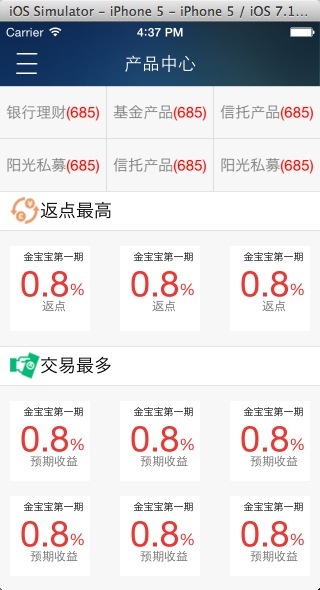 iOS Simulator – iPhone 5 – iPhone 5 / iOS 7.1...
Carrier 4:37 PM
产品中心
银行理财(685) 基金产品(685) 信托产品(685)
阳光私募(685) 信托产品(685) 阳光私募(685)
返点最高
金宝宝第一期 金宝宝第一期 金宝宝第一期
0.8% 0.8% 0.8%
返点 返点 返点
交易最多
金宝宝第一期 金宝宝第一期 金宝宝第一期
0.8% 0.8% 0.8%
预期收益 预期收益 预期收益
金宝宝第一期 金宝宝第一期 金宝宝第一期
0.8% 0.8% 0.8%
预期收益 预期收益 预期收益